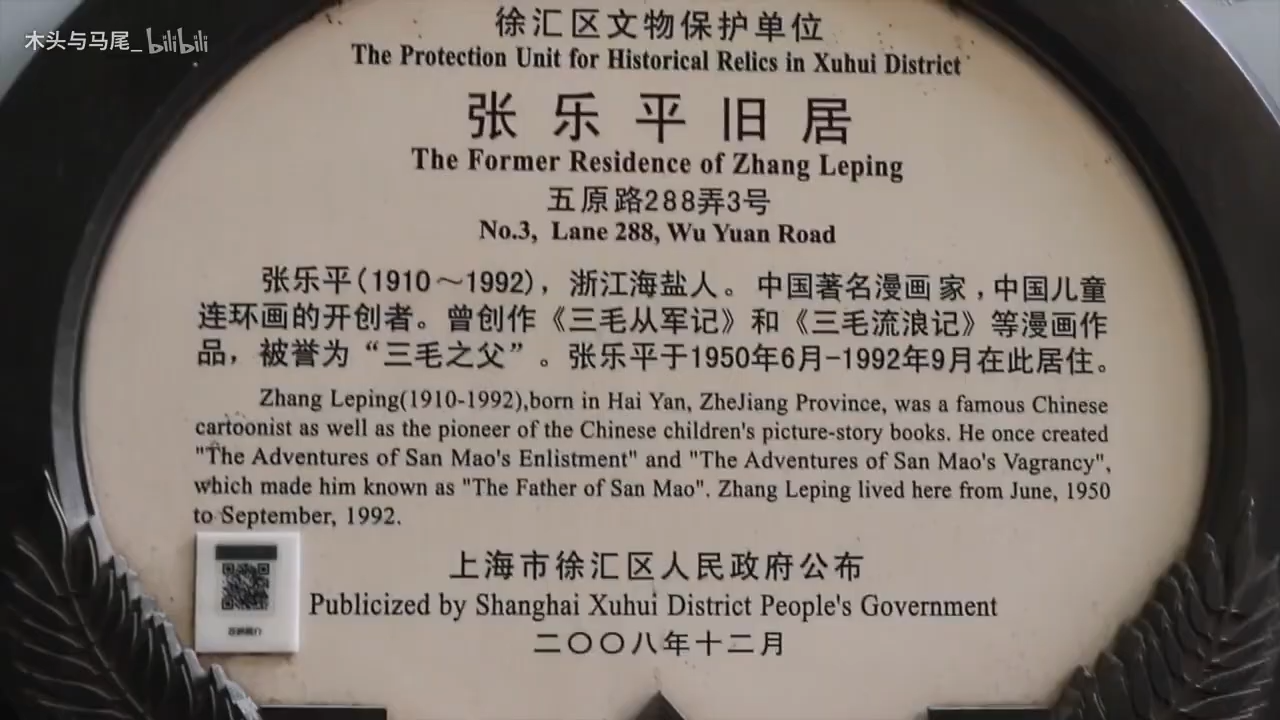 木头与马尾_ bilibili
徐汇区文物保护单位
The Protection Unit for Historical Relics in Xuhui District
张乐平旧居
The Former Residence of Zhang Leping
五原路288弄3号
No.3, Lane 288, Wu Yuan Road
张乐平(1910～1992)，浙江海盐人。中国著名漫画家，中国儿童
连环画的开创者。曾创作《三毛从军记》和《三毛流浪记》等漫画作
品，被誉为“三毛之父”。张乐平于1950年6月-1992年9月在此居住。
Zhang Leping(1910-1992),born in Hai Yan, ZheJiang Province, was a famous Chinese
cartoonist as well as the pioneer of the Chinese children's picture-story books. He once created
"The Adventures of San Mao's Enlistment" and "The Adventures of San Mao's Vagrancy",
which made him known as "The Father of San Mao". Zhang Leping lived here from June, 1950
to September, 1992.
上海市徐汇区人民政府公布
Publicized by Shanghai Xuhui District People's Government
二〇〇八年十二月